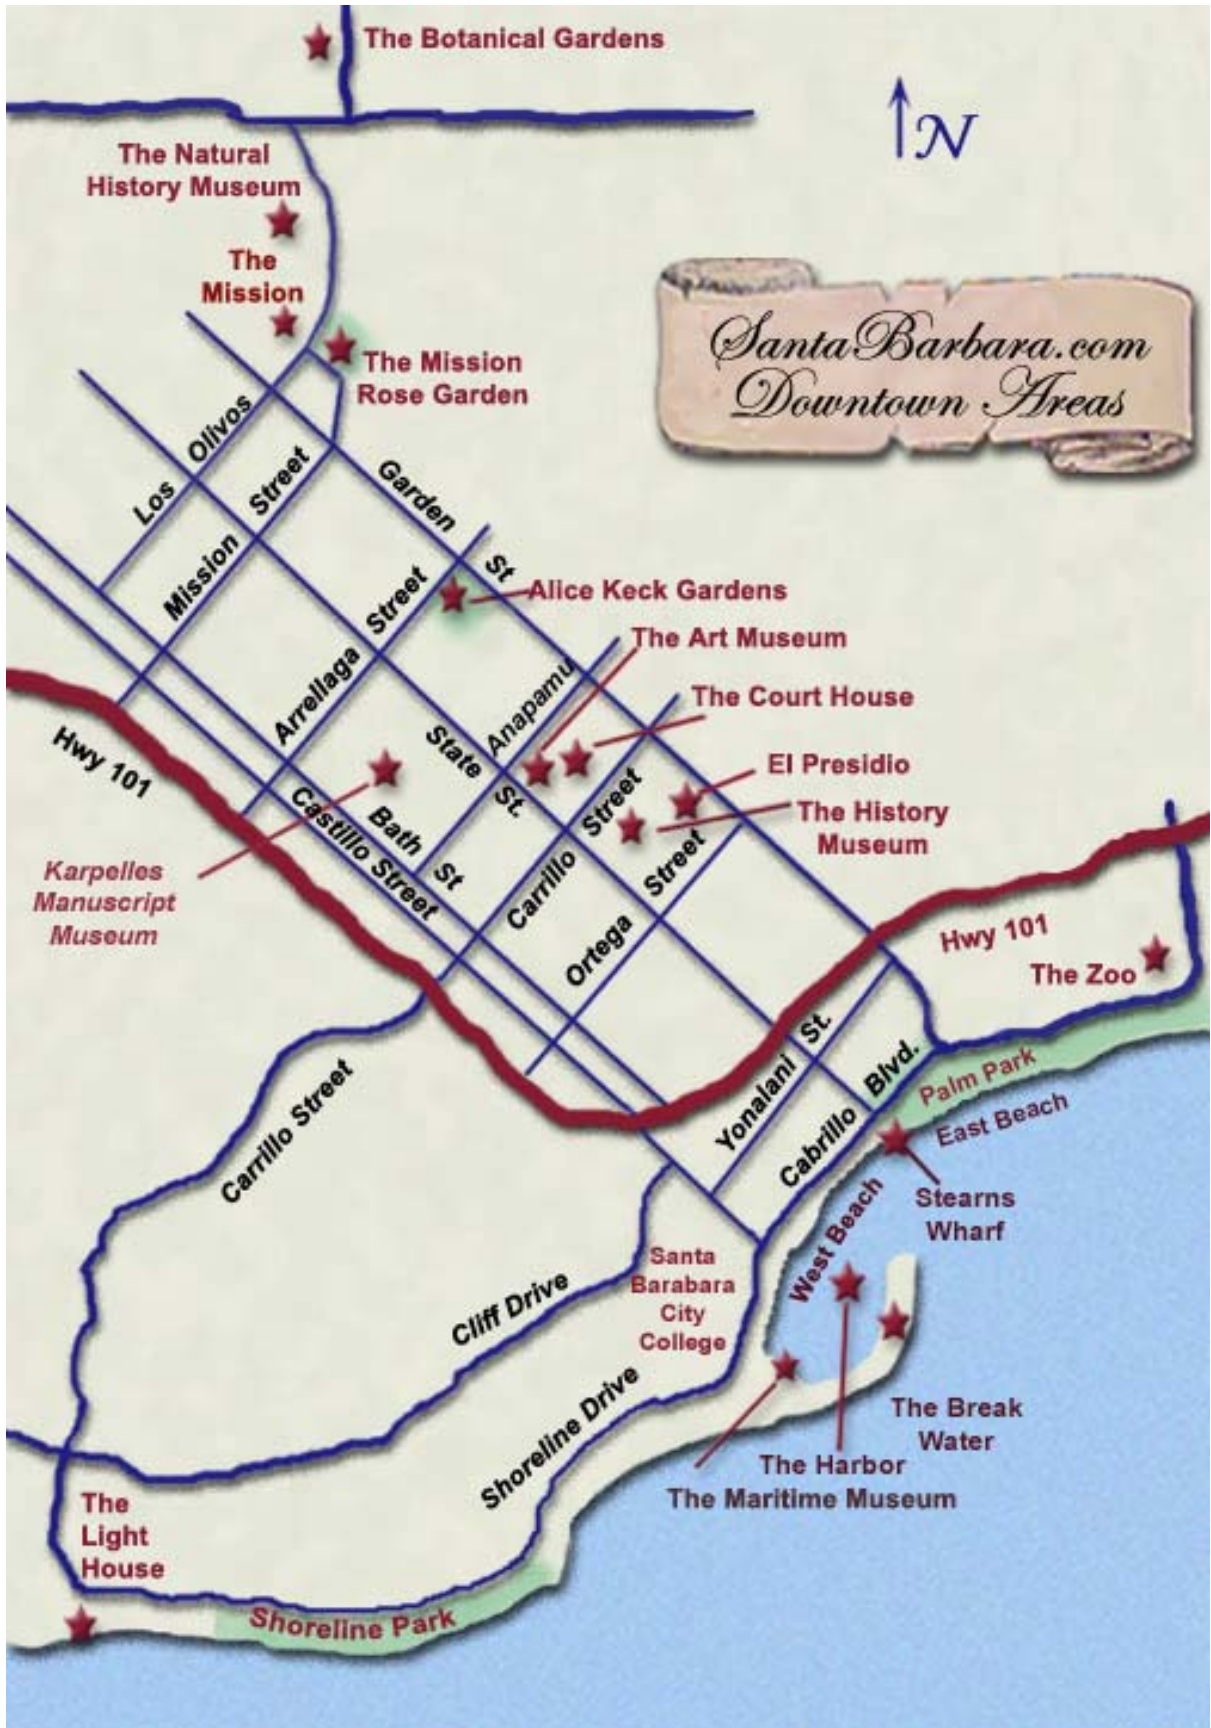 The Botanical Gardens
N
The Natural
History Museum
The
Mission
SantaBarbara.com
Downtown Areas
The Mission
Rose Garden
Los Olivos
Mission Street
Garden St
Arrellaga Street
Alice Keck Gardens
The Art Museum
Anapamu
The Court House
State St.
Hwy 101
El Presidio
Castillo Street
Bath St
Carrillo Street
The History
Museum
Ortega Street
Karpelles
Manuscript
Museum
Hwy 101
The Zoo
Yonalani St.
Cabrillo Blvd.
Palm Park
East Beach
Carrillo Street
Stearns
Wharf
West Beach
Santa
Barabara
City
College
Cliff Drive
Shoreline Drive
The Break
Water
The Harbor
The Maritime Museum
The
Light
House
Shoreline Park